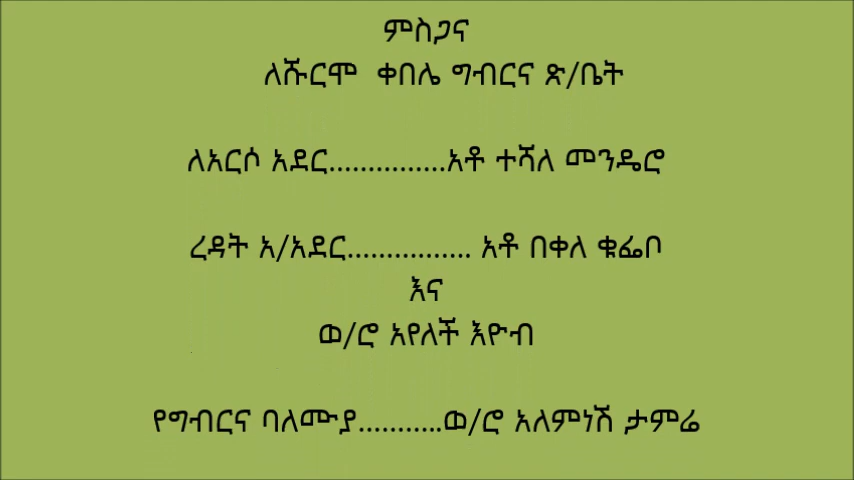 ምስጋና
ለሹርሞ ቀበሌ ግብርና ጽ/ቤት
ለአርሶ አደር...............አቶ ተሻለ መንዴሮ
ረዳት አ/አደር................ አቶ በቀለ ቁፌቦ
እና
ወ/ሮ አየለች እዮብ
የግብርና ባለሙያ...........ወ/ሮ አለምነሽ ታምሬ